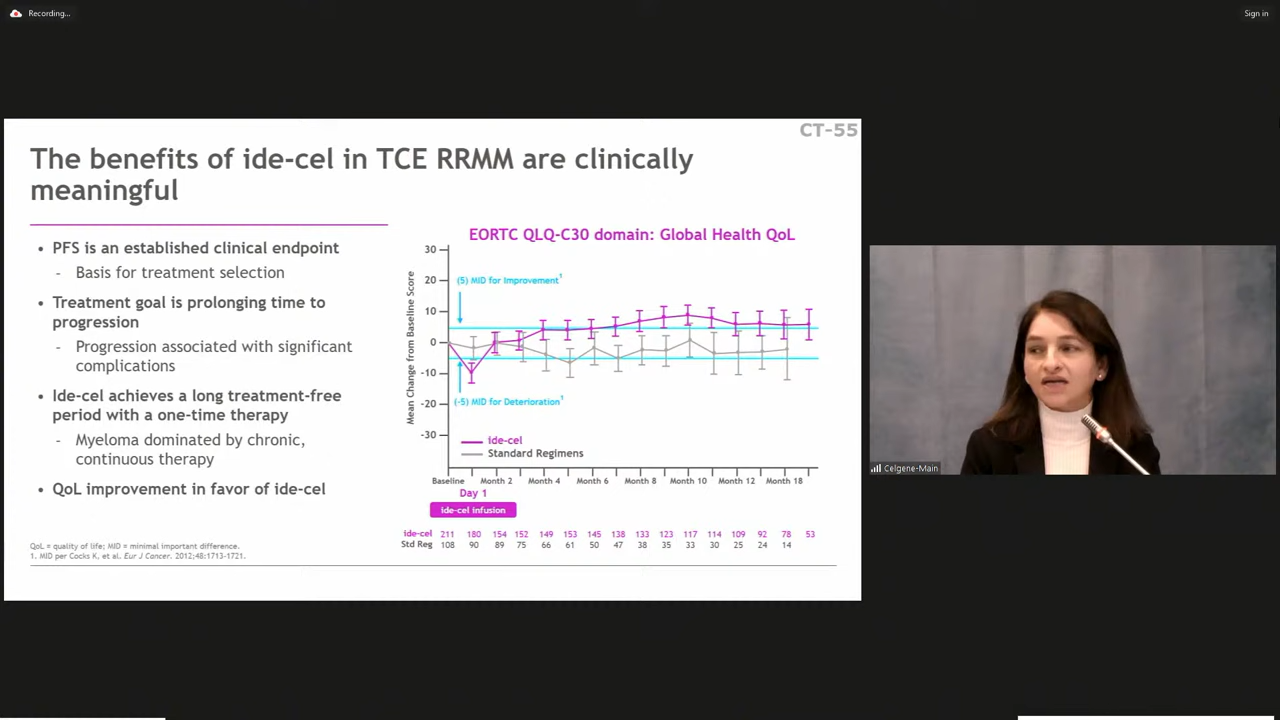 Recording...
Sign in
CT-55
The benefits of ide-cel in TCE RRMM are clinically
meaningful
• PFS is an established clinical endpoint
- Basis for treatment selection
• Treatment goal is prolonging time to
progression
- Progression associated with significant
complications
• Ide-cel achieves a long treatment-free
period with a one-time therapy
- Myeloma dominated by chronic,
continuous therapy
• QoL improvement in favor of ide-cel
EORTC QLQ-C30 domain: Global Health QoL
Mean Change from Baseline Score
30
20
10
0
-10
-20
-30
(5) MID for Improvement¹
(-5) MID for Deterioration¹
ide-cel
Standard Regimens
Baseline Month 2 Month 4 Month 6 Month 8 Month 10 Month 12 Month 15 Month 18
Day 1
ide-cel infusion
ide-cel 211 180 154 152 149 153 145 138 133 123 117 114 109 92 78 53
Std Reg 108 90 89 75 66 61 50 47 38 35 33 30 25 24 14
QoL = quality of life; MID = minimal important difference.
1. MID per Cocks K, et al. Eur J Cancer. 2012;48:1713-1721.
Celgene-Main